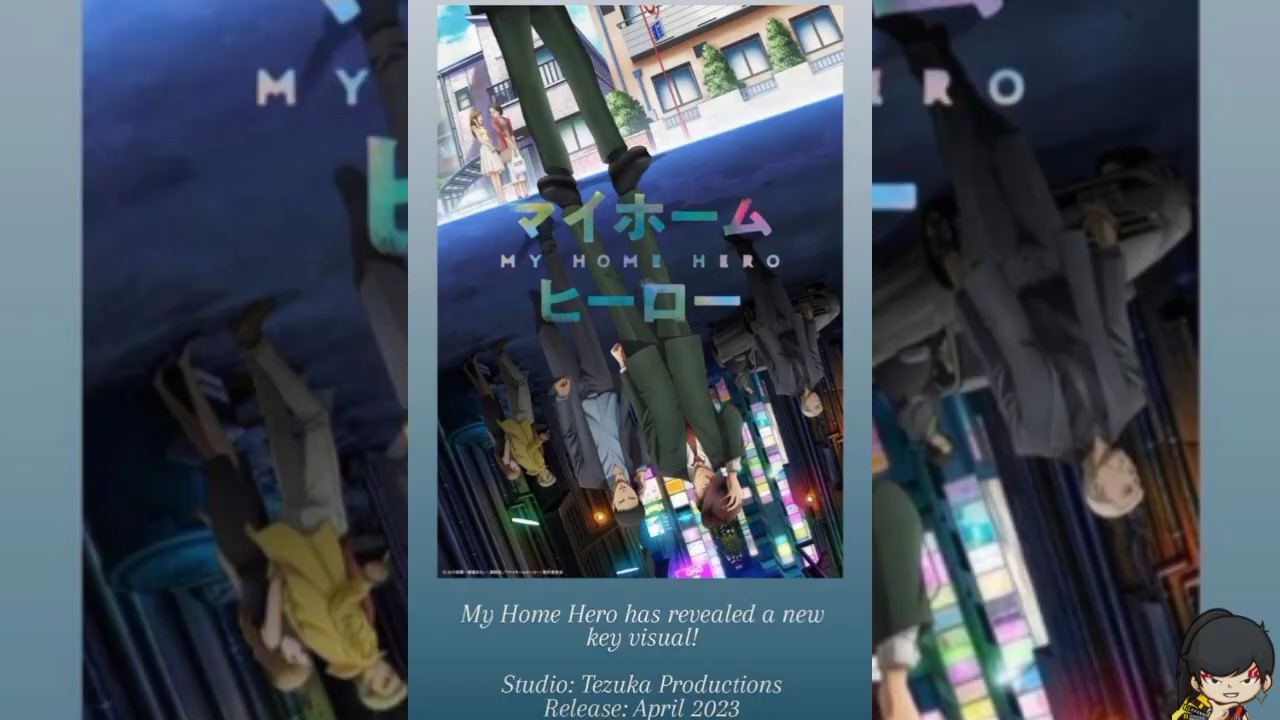 マイホーム
MY HOME HERO
ヒーロー
My Home Hero has revealed a new
key visual!
Studio: Tezuka Productions
Release: April 2023